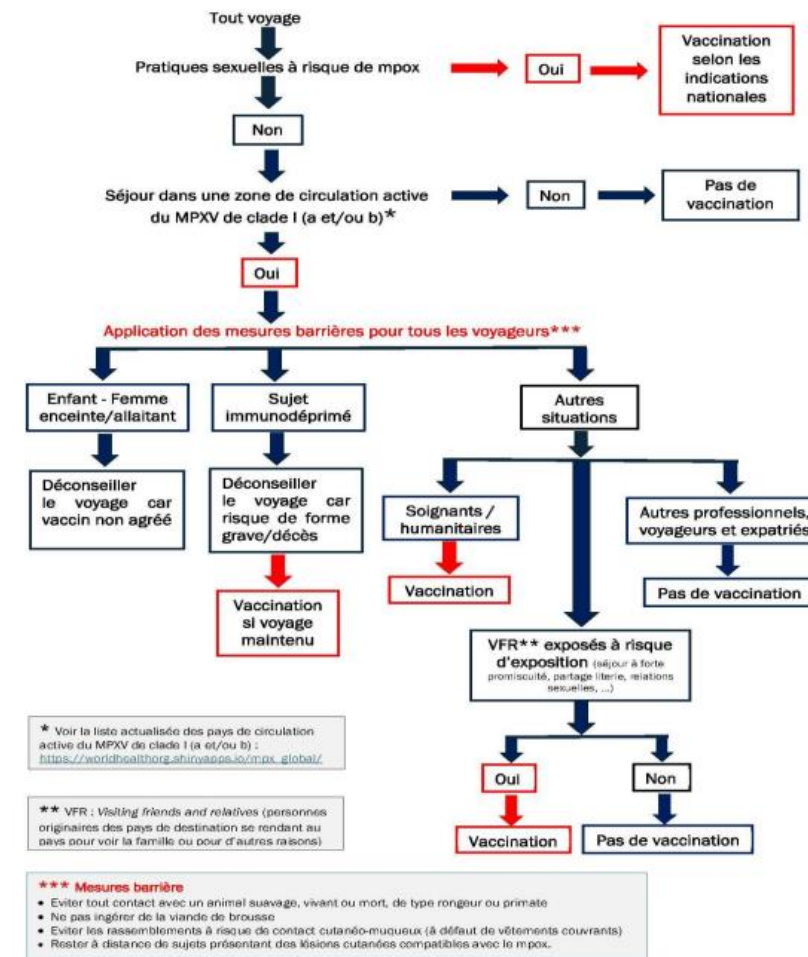 Tout voyage
Pratiques sexuelles à risque de mpox
Oui
Vaccination
selon les
indications
nationales
Non
Séjour dans une zone de circulation active
du MPXV de clade I (a et/ou b)*
Non
Pas de
vaccination
Oui
Application des mesures barrières pour tous les voyageurs***
Enfant - Femme
enceinte/allaitant
Sujet
immunodéprimé
Autres
situations
Déconseiller
le voyage car
vaccin non agréé
Déconseiller
le voyage car
risque de forme
grave/décès
Soignants /
humanitaires
Autres professionnels,
voyageurs et expatriés
Vaccination
si voyage
maintenu
Vaccination
Pas de vaccination
VFR** exposés à risque
d'exposition (séjour à forte
promiscuité, partage literie, relations
sexuelles, ...)
Oui
Non
Vaccination
Pas de vaccination
* Voir la liste actualisée des pays de circulation
active du MPXV de clade I (a et/ou b) :
https://worldhealthorg.shinyapps.io/mpx_global/
** VFR : Visiting friends and relatives (personnes
originaires des pays de destination se rendant au
pays pour voir la famille ou pour d'autres raisons)
*** Mesures barrière
• Eviter tout contact avec un animal suavage, vivant ou mort, de type rongeur ou primate
• Ne pas ingérer de la viande de brousse
• Eviter les rassemblements à risque de contact cutanéo-muqueux (à défaut de vêtements couvrants)
• Rester à distance de sujets présentant des lésions cutanées compatibles avec le mpox.